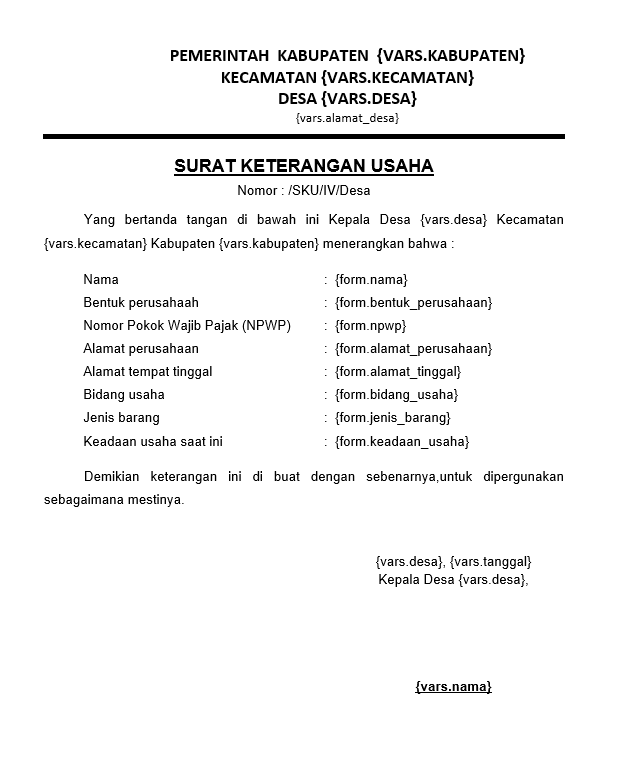 PEMERINTAH KABUPATEN {VARS.KABUPATEN}
KECAMATAN {VARS.KECAMATAN}
DESA {VARS.DESA}
{vars.alamat_desa}
SURAT KETERANGAN USAHA
Nomor : /SKU/IV/Desa
Yang bertanda tangan di bawah ini Kepala Desa {vars.desa} Kecamatan
{vars.kecamatan} Kabupaten {vars.kabupaten} menerangkan bahwa :
Nama : {form.nama}
Bentuk perusahaah : {form.bentuk_perusahaan}
Nomor Pokok Wajib Pajak (NPWP) : {form.npwp}
Alamat perusahaan : {form.alamat_perusahaan}
Alamat tempat tinggal : {form.alamat_tinggal}
Bidang usaha : {form.bidang_usaha}
Jenis barang : {form.jenis_barang}
Keadaan usaha saat ini : {form.keadaan_usaha}
Demikian keterangan ini di buat dengan sebenarnya,untuk dipergunakan
sebagaimana mestinya.
{vars.desa}, {vars.tanggal}
Kepala Desa {vars.desa},
{vars.nama}